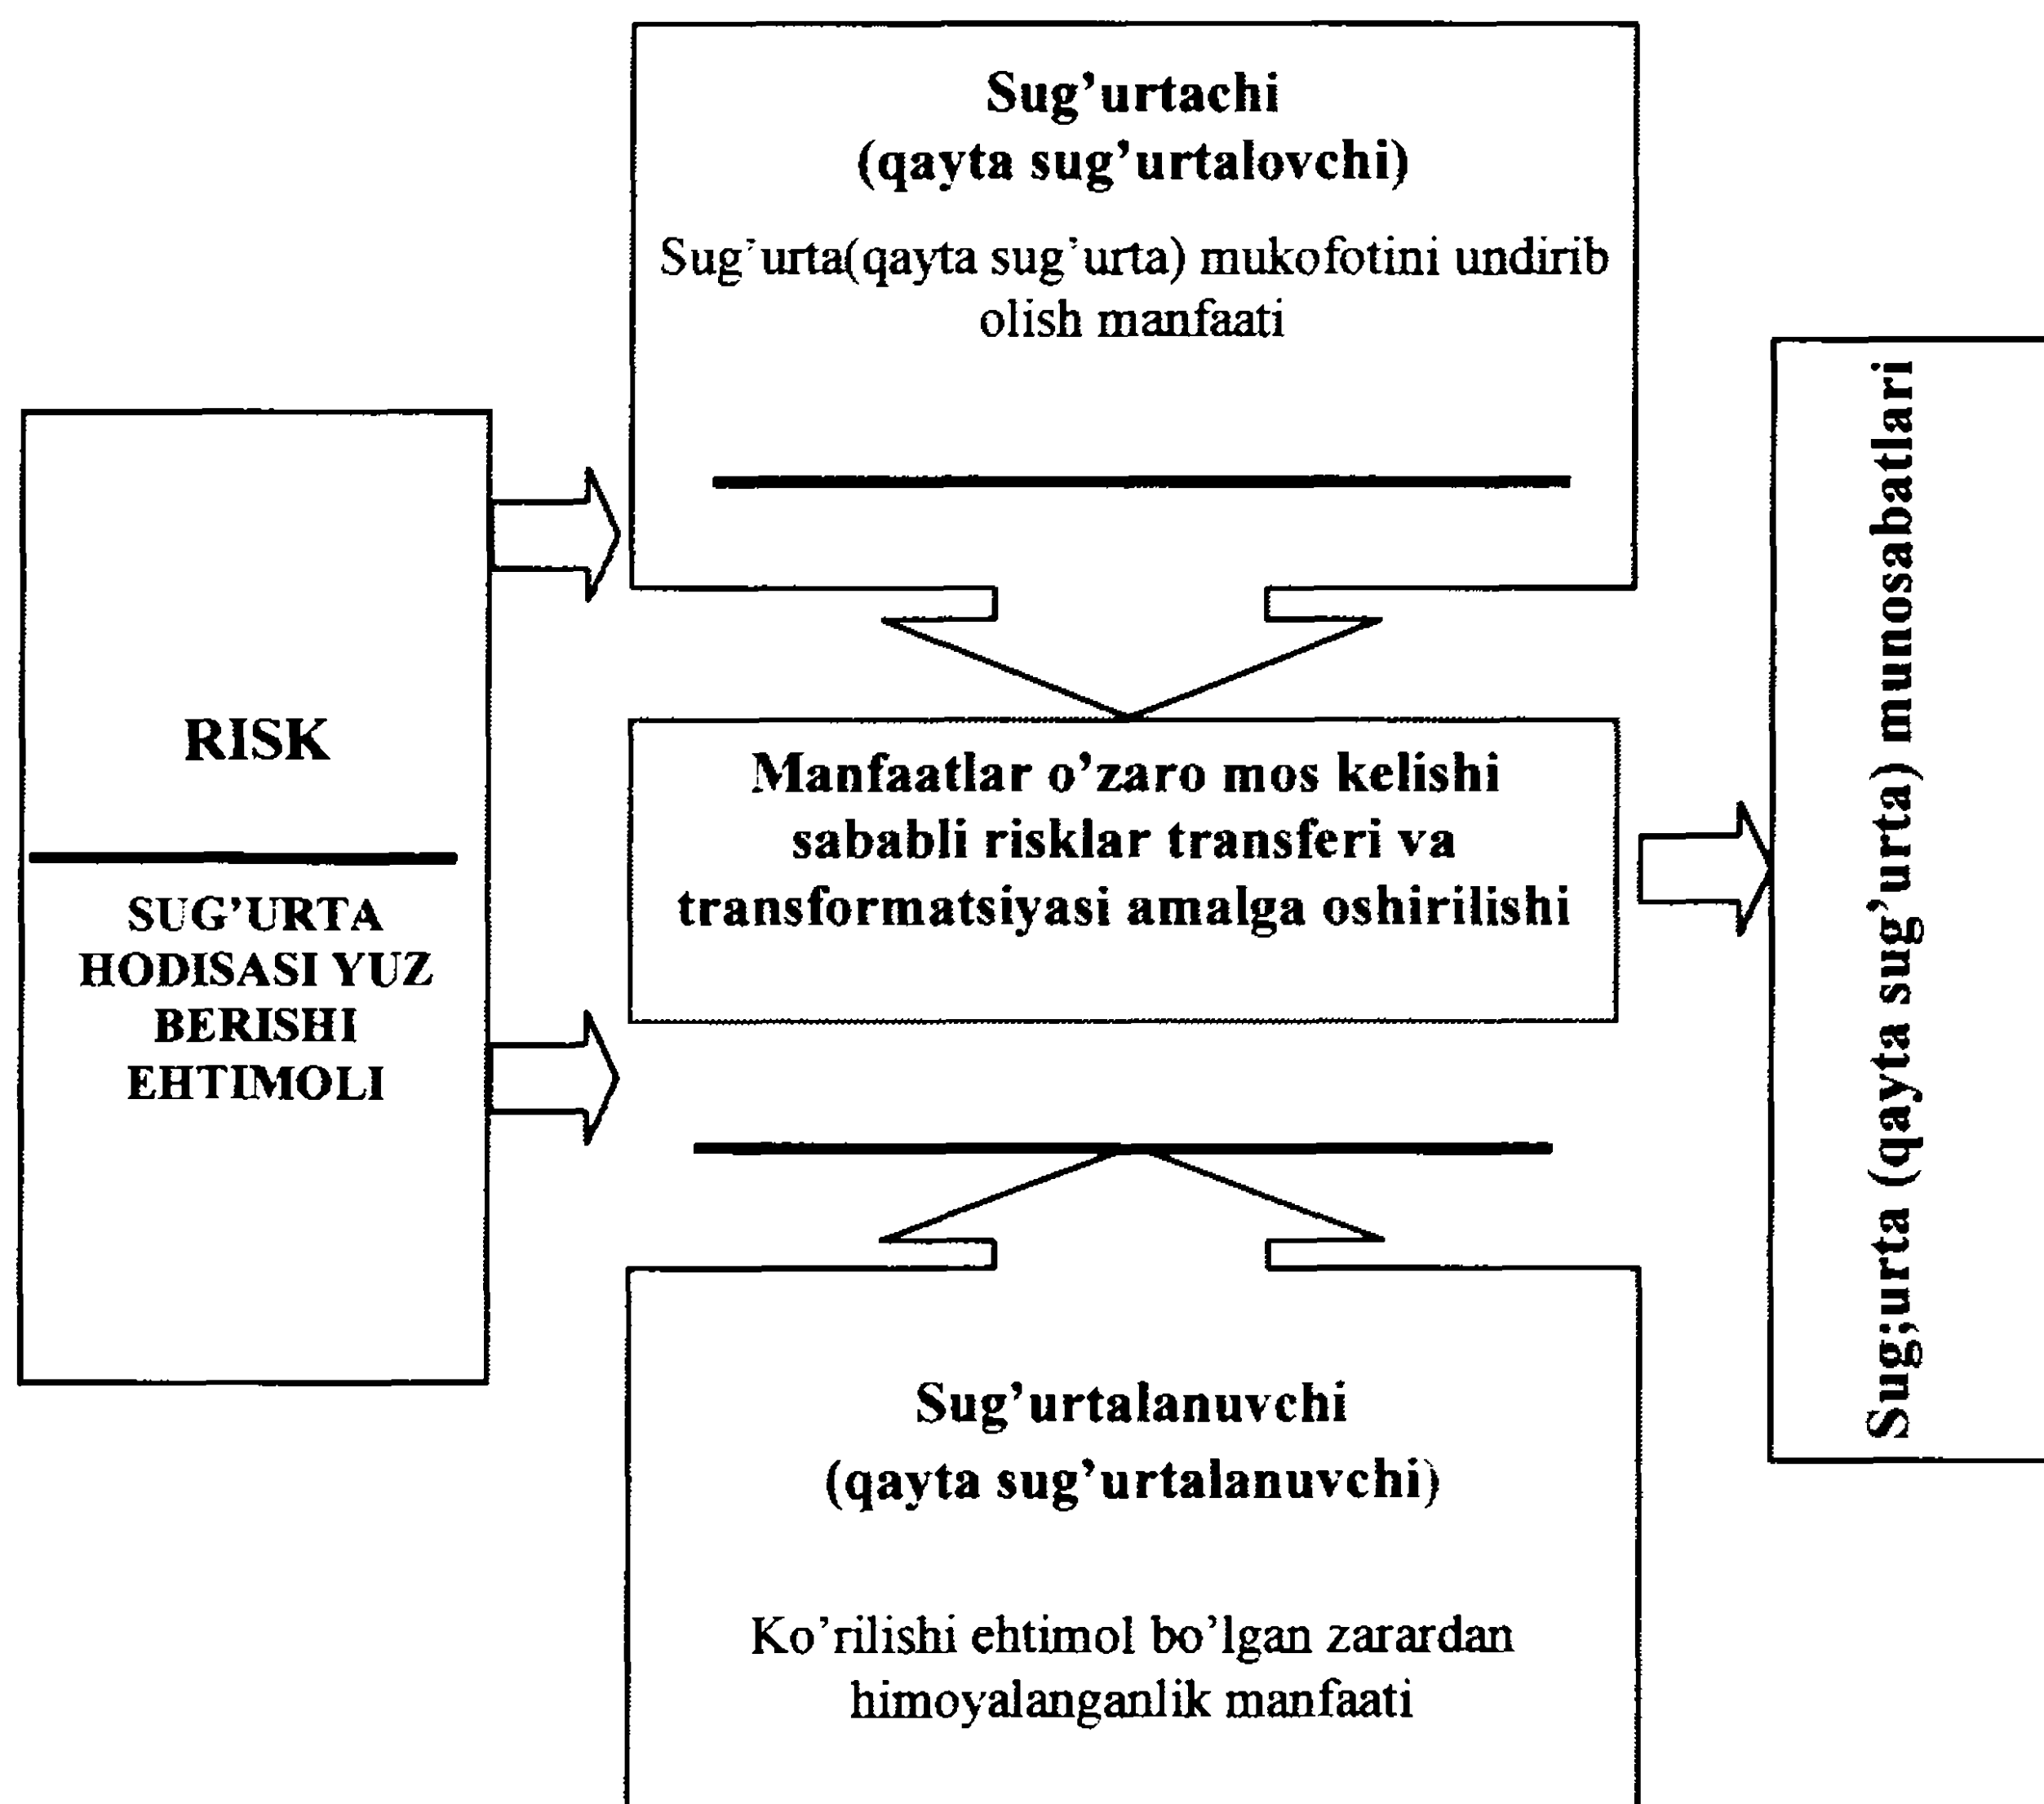 Sug’urtachi
(qayta sug’urtalovchi)
Sug’urta(qayta sug’urta) mukofotini undirib
olish manfaati
RISK
SUG’URTA
HODISASI YUZ
BERISHI
EHTIMOLI
Manfaatlar o’zaro mos kelishi
sababli risklar transferi va
transformatsiyasi amalga oshirilishi
Sug’urtalanuvchi
(qayta sug’urtalanuvchi)
Ko’rilishi ehtimol bo’lgan zarardan
himoyalanganlik manfaati
Sug;urta (qayta sug’urta) munosabatlari